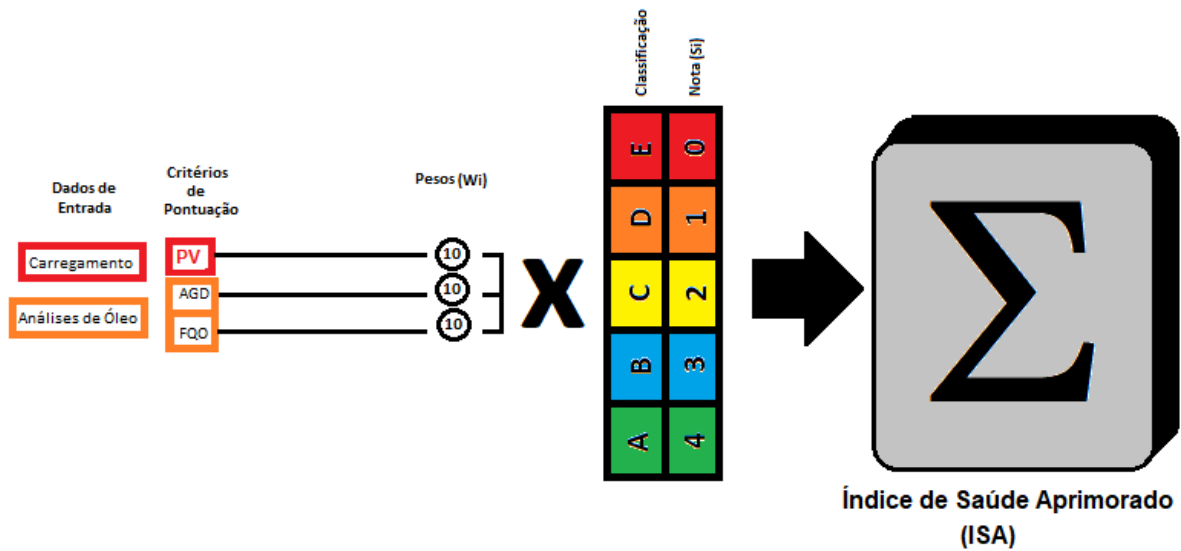 Dados de
Entrada
Critérios
de
Pontuação
Pesos (Wi)
Classificação
Nota (Si)
Carregamento
Análises de Óleo
PV
AGD
FQO
10
10
10
X
E 0
D 1
C 2
B 3
A 4
Σ
Índice de Saúde Aprimorado
(ISA)